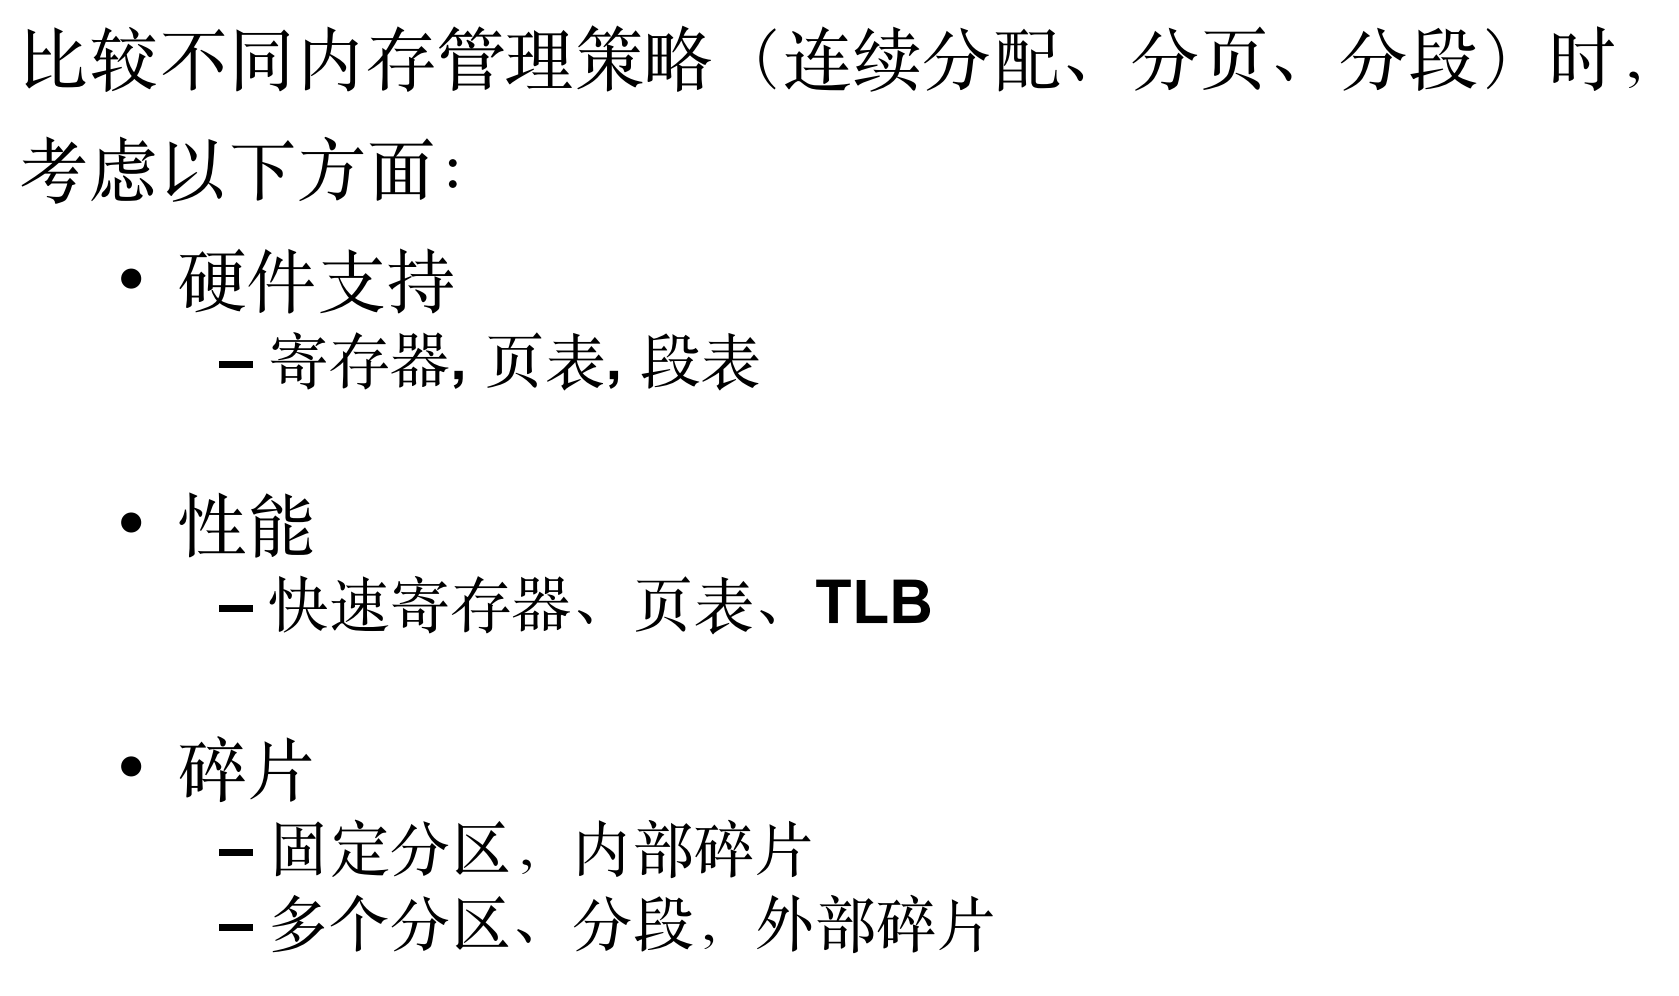 比较不同内存管理策略（连续分配、分页、分段）时，
考虑以下方面：
• 硬件支持
– 寄存器, 页表, 段表
• 性能
– 快速寄存器、页表、TLB
• 碎片
– 固定分区，内部碎片
– 多个分区、分段，外部碎片